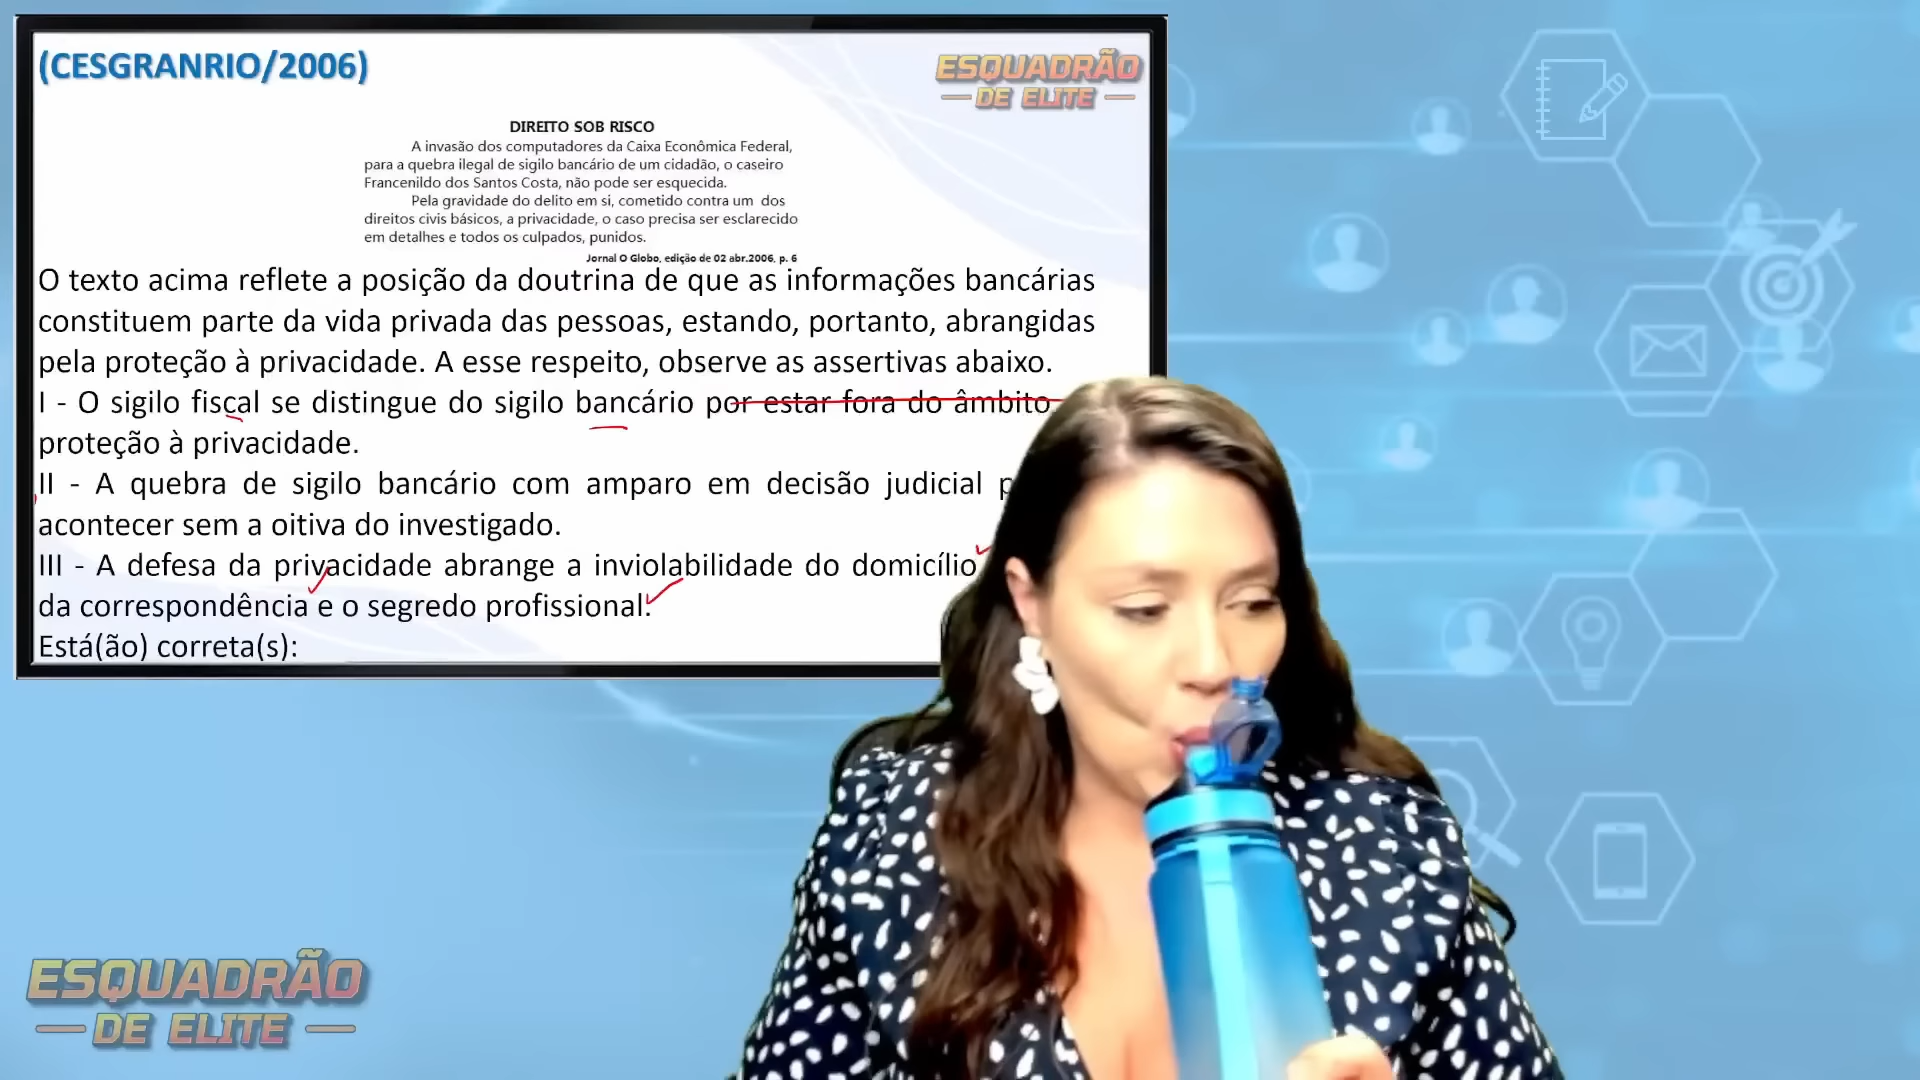 (CESGRANRIO/2006)
ESQUADRÃO
DE ELITE
DIREITO SOB RISCO
A invasão dos computadores da Caixa Econômica Federal,
para a quebra ilegal de sigilo bancário de um cidadão, o caseiro
Francenildo dos Santos Costa, não pode ser esquecida.
Pela gravidade do delito em si, cometido contra um dos
direitos civis básicos, a privacidade, o caso precisa ser esclarecido
em detalhes e todos os culpados, punidos.
Jornal O Globo, edição de 02 abr.2006, p. 6
O texto acima reflete a posição da doutrina de que as informações bancárias
constituem parte da vida privada das pessoas, estando, portanto, abrangidas
pela proteção à privacidade. A esse respeito, observe as assertivas abaixo.
I - O sigilo fiscal se distingue do sigilo bancário por estar fora do âmbito
proteção à privacidade.
II - A quebra de sigilo bancário com amparo em decisão judicial
acontecer sem a oitiva do investigado.
III - A defesa da privacidade abrange a inviolabilidade do domicílio
da correspondência e o segredo profissional.
Está(ão) correta(s):
ESQUADRÃO
DE ELITE